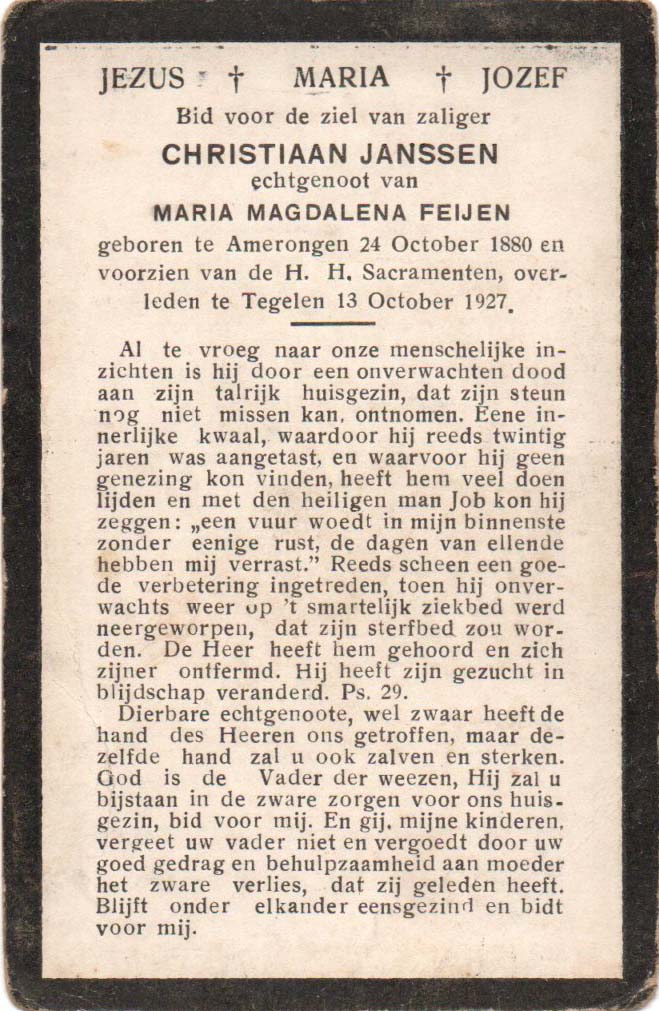 JEZUS † MARIA † JOZEF
Bid voor de ziel van zaliger
CHRISTIAAN JANSSEN
echtgenoot van
MARIA MAGDALENA FEIJEN
geboren te Amerongen 24 October 1880 en
voorzien van de H. H. Sacramenten, over-
leden te Tegelen 13 October 1927.
Al te vroeg naar onze menschelijke in-
zichten is hij door een onverwachten dood
aan zijn talrijk huisgezin, dat zijn steun
nog niet missen kan, ontnomen. Eene in-
nerlijke kwaal, waardoor hij reeds twintig
jaren was aangetast, en waarvoor hij geen
genezing kon vinden, heeft hem veel doen
lijden en met den heiligen man Job kon hij
zeggen: „een vuur woedt in mijn binnenste
zonder eenige rust, de dagen van ellende
hebben mij verrast.” Reeds scheen een goe-
de verbetering ingetreden, toen hij onver-
wachts weer op 't smartelijk ziekbed werd
neergeworpen, dat zijn sterfbed zou wor-
den. De Heer heeft hem gehoord en zich
zijner ontfermd. Hij heeft zijn gezucht in
blijdschap veranderd. Ps. 29.
Dierbare echtgenoote, wel zwaar heeft de
hand des Heeren ons getroffen, maar de-
zelfde hand zal u ook zalven en sterken.
God is de Vader der weezen, Hij zal u
bijstaan in de zware zorgen voor ons huis-
gezin, bid voor mij. En gij, mijne kinderen,
vergeet uw vader niet en vergoedt door uw
goed gedrag en behulpzaamheid aan moeder
het zware verlies, dat zij geleden heeft.
Blijft onder elkander eensgezind en bidt
voor mij.